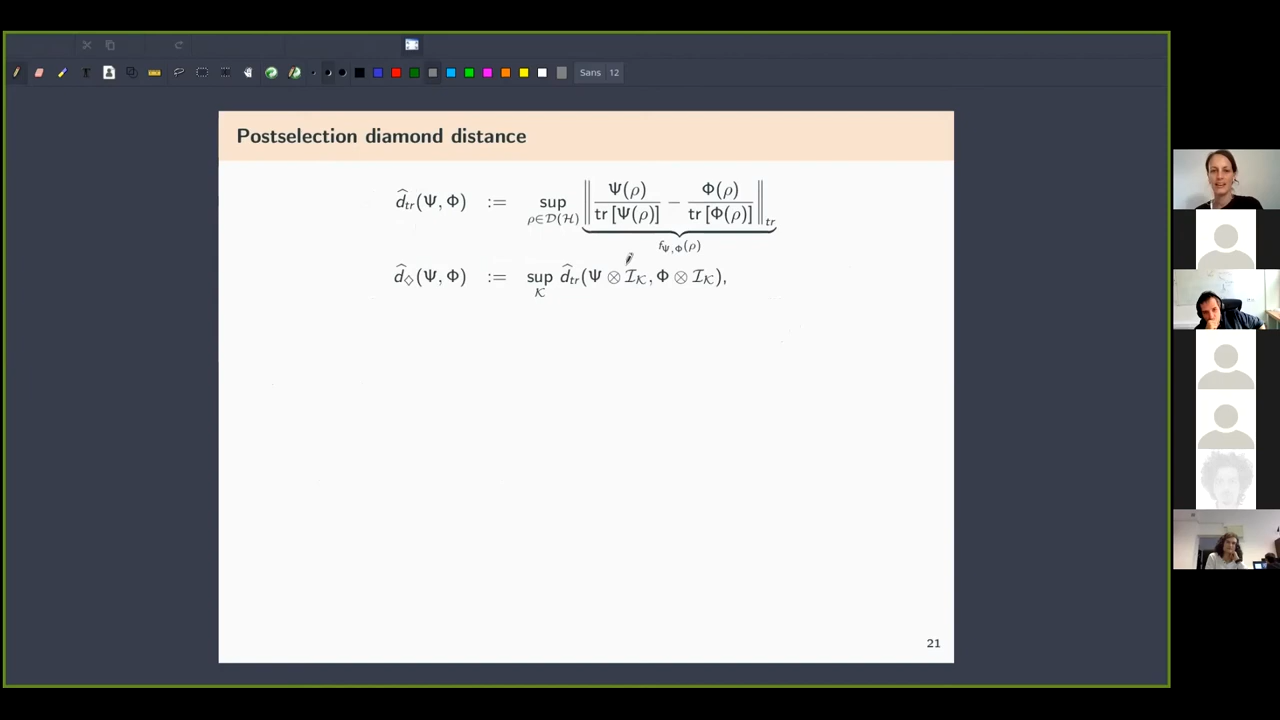 Sans 12
Postselection diamond distance
d̂_tr(Ψ, Φ) := sup_{ρ∈𝒟(ℋ)} ‖ Ψ(ρ) / tr [Ψ(ρ)] − Φ(ρ) / tr [Φ(ρ)] ‖_tr
f_{Ψ,Φ}(ρ)
d̂_◇(Ψ, Φ) := sup_𝒦 d̂_tr(Ψ ⊗ ℐ_𝒦, Φ ⊗ ℐ_𝒦),
21